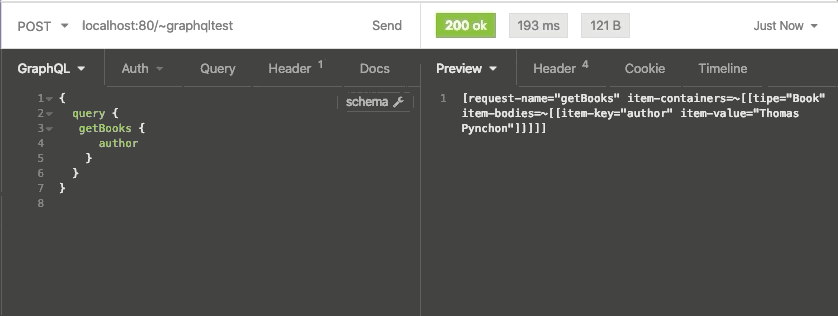 POST localhost:80/~graphqltest Send 200 ok 193 ms 121 B Just Now
GraphQL Auth Query Header 1 Docs Preview Header 4 Cookie Timeline
schema
1 {
2 query {
3 getBooks {
4 author
5 }
6 }
7 }
8
1 [request-name="getBooks" item-containers=~[[tipe="Book"
item-bodies=~[[item-key="author" item-value="Thomas
Pynchon"]]]]]